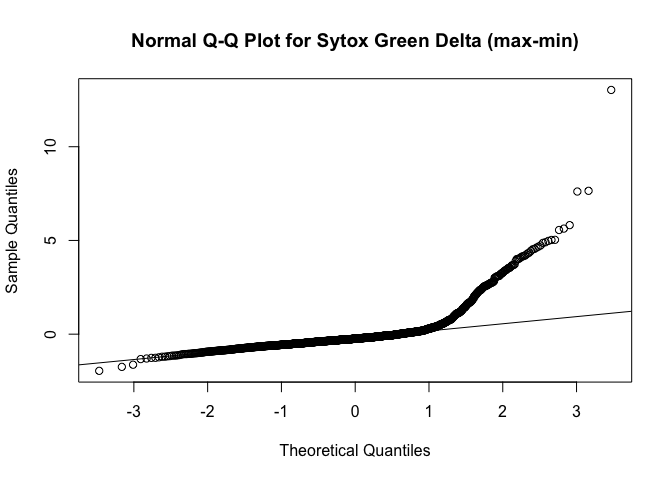 Normal Q-Q Plot for Sytox Green Delta (max-min)
10
5
0
Sample Quantiles
-3 -2 -1 0 1 2 3
Theoretical Quantiles